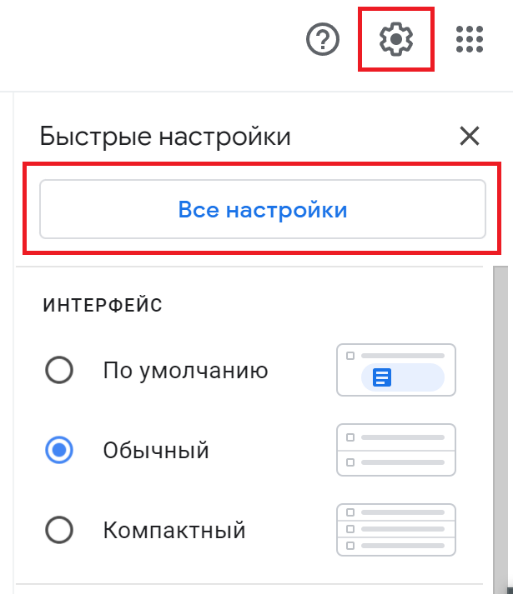 Быстрые настройки
Все настройки
ИНТЕРФЕЙС
По умолчанию
Обычный
Компактный